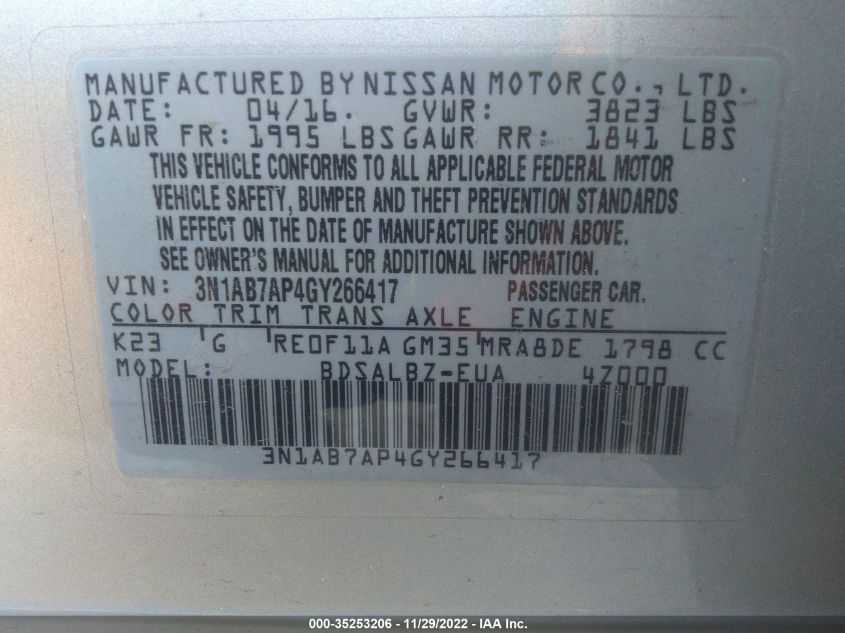 MANUFACTURED BY NISSAN MOTOR CO., LTD.
DATE: 04/16. GVWR: 3823 LBS
GAWR FR: 1995 LBS GAWR RR: 1841 LBS
THIS VEHICLE CONFORMS TO ALL APPLICABLE FEDERAL MOTOR
VEHICLE SAFETY, BUMPER AND THEFT PREVENTION STANDARDS
IN EFFECT ON THE DATE OF MANUFACTURE SHOWN ABOVE.
SEE OWNER'S MANUAL FOR ADDITIONAL INFORMATION.
VIN: 3N1AB7AP4GY266417 PASSENGER CAR.
COLOR TRIM TRANS AXLE ENGINE
K23 G RE0F11A GM35 MRA8DE 1798 CC
MODEL: BDSALBZ-EUA 4Z000
3N1AB7AP4GY266417
000-35253206 - 11/29/2022 - IAA Inc.